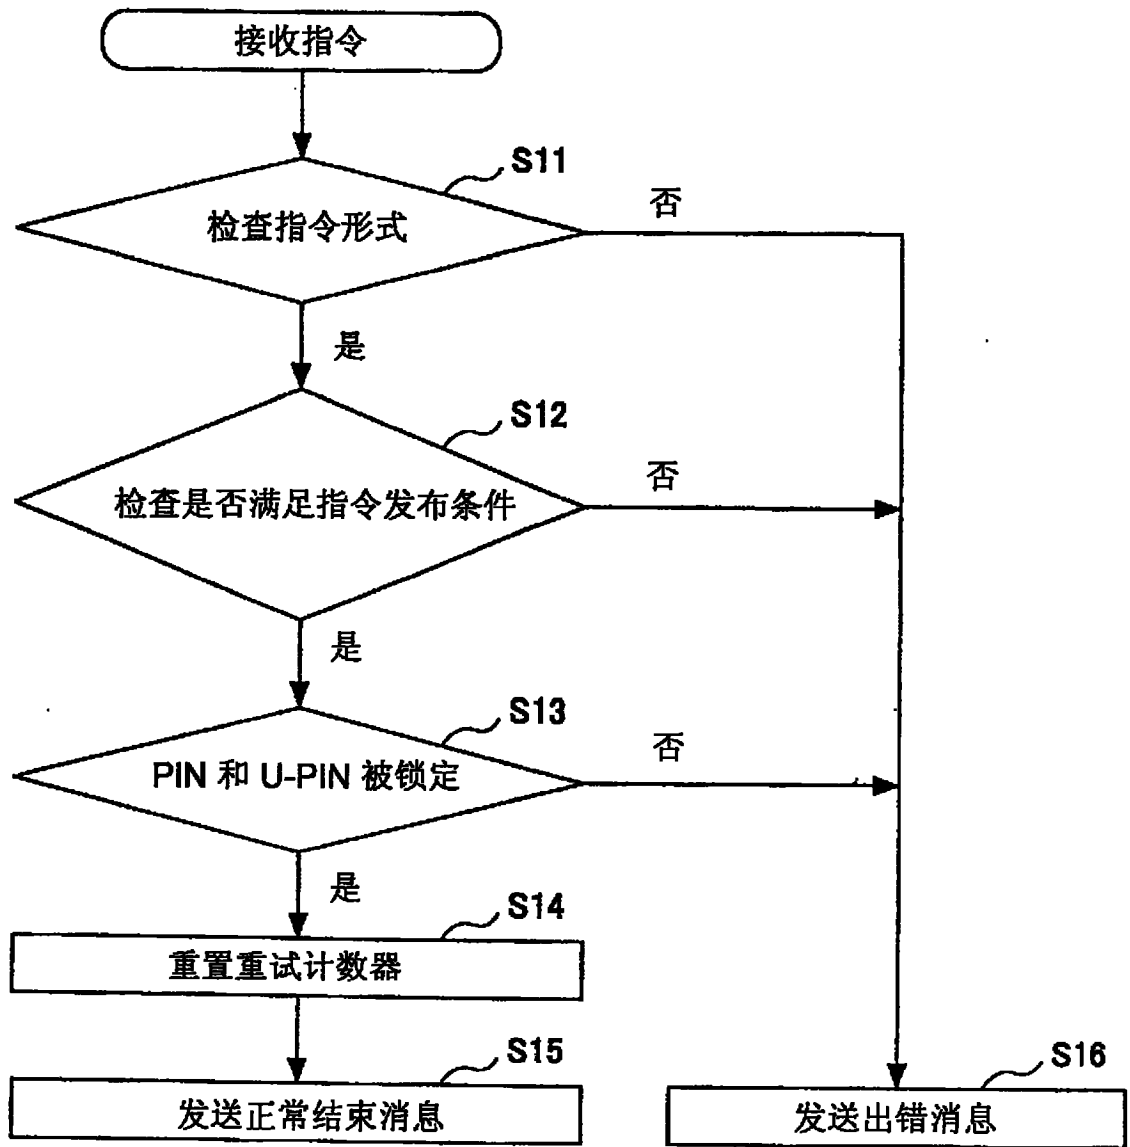 接收指令
S11
检查指令形式
否
是
S12
检查是否满足指令发布条件
否
是
S13
PIN 和 U-PIN 被锁定
否
是
S14
重置重试计数器
S15
发送正常结束消息
S16
发送出错消息